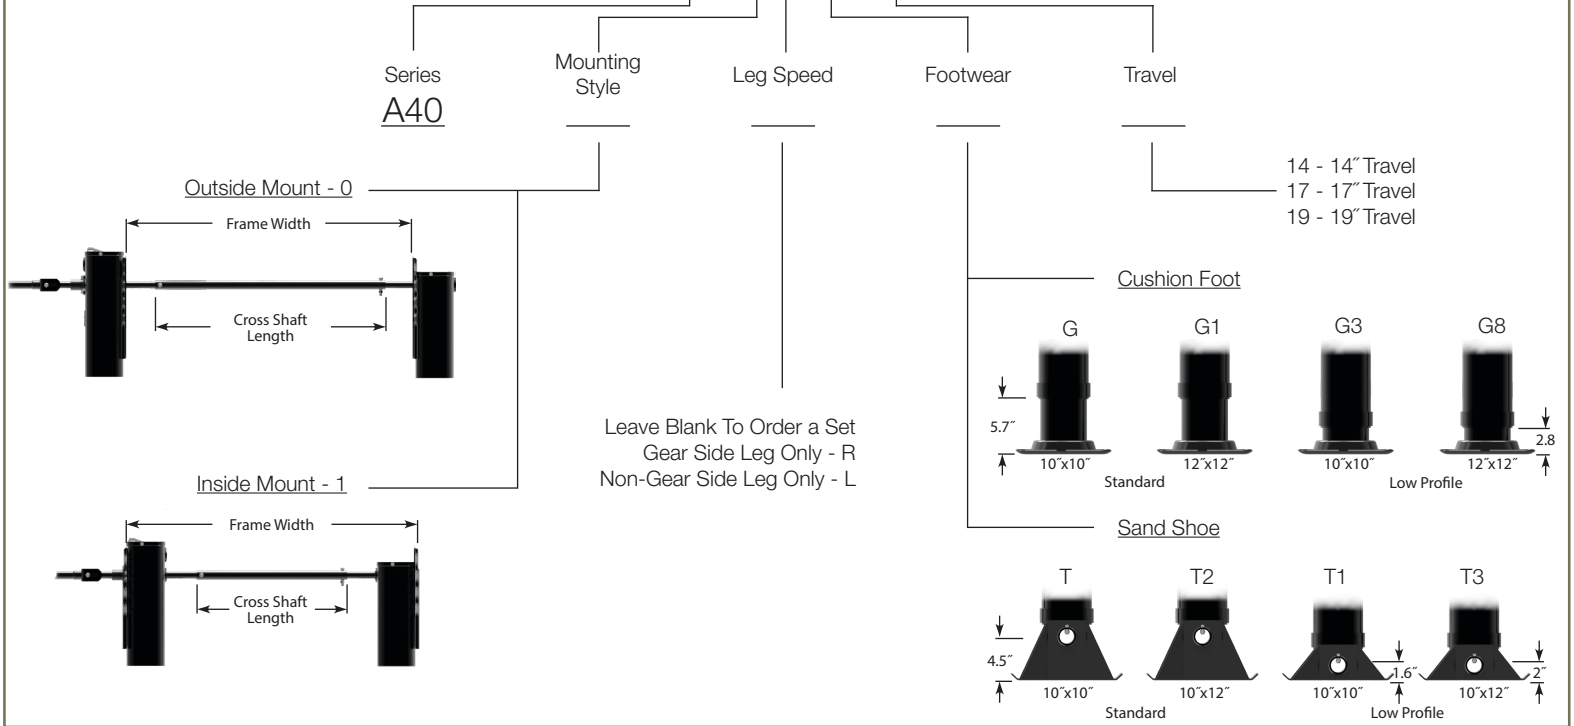 Series
A40
Mounting
Style
Leg Speed
Footwear
Travel
Outside Mount - 0
Frame Width
Cross Shaft
Length
Inside Mount - 1
Frame Width
Cross Shaft
Length
Leave Blank To Order a Set
Gear Side Leg Only - R
Non-Gear Side Leg Only - L
14 - 14˝ Travel
17 - 17˝ Travel
19 - 19˝ Travel
Cushion Foot
G G1 G3 G8
5.7˝
2.8
10˝x10˝ 12˝x12˝ 10˝x10˝ 12˝x12˝
Standard Low Profile
Sand Shoe
T T2 T1 T3
4.5˝
1.6˝ 2˝
10˝x10˝ 10˝x12˝ 10˝x10˝ 10˝x12˝
Standard Low Profile